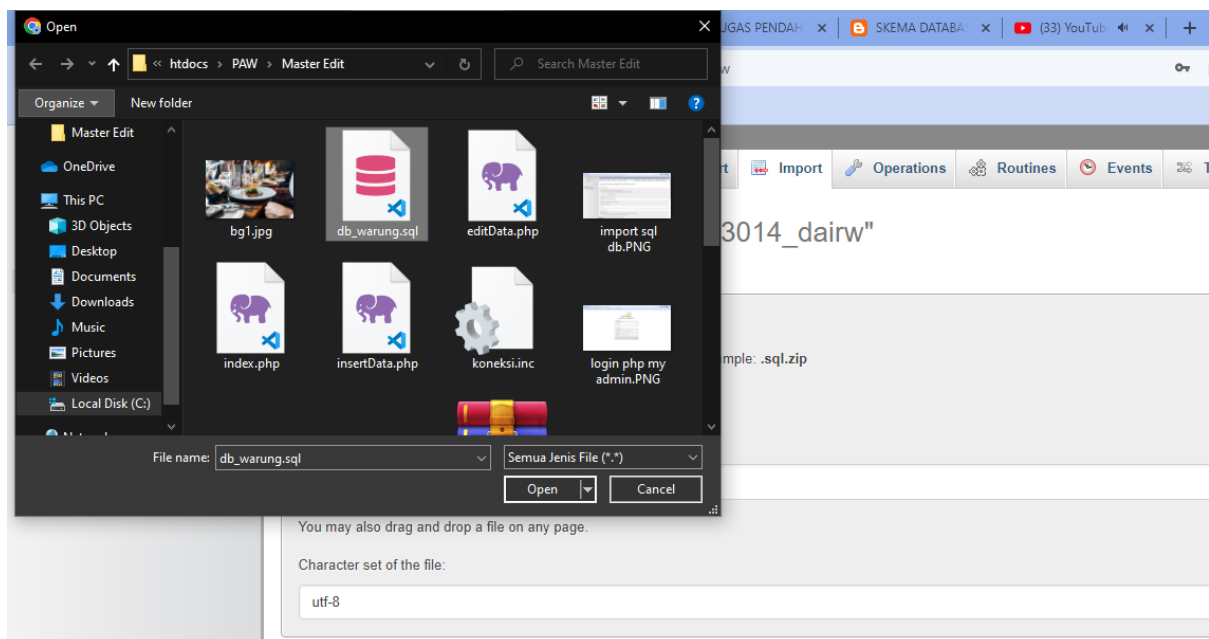 Open
UGAS PENDAH
SKEMA DATABA
(33) YouTub
htdocs > PAW > Master Edit
Search Master Edit
Organize
New folder
Master Edit
OneDrive
This PC
3D Objects
Desktop
Documents
Downloads
Music
Pictures
Videos
Local Disk (C:)
bg1.jpg
db_warung.sql
editData.php
import sql
db.PNG
index.php
insertData.php
koneksi.inc
login php my
admin.PNG
File name:
db_warung.sql
Semua Jenis File (*.*)
Open
Cancel
rt
Import
Operations
Routines
Events
T
3014_dairw"
mple: .sql.zip
You may also drag and drop a file on any page.
Character set of the file:
utf-8